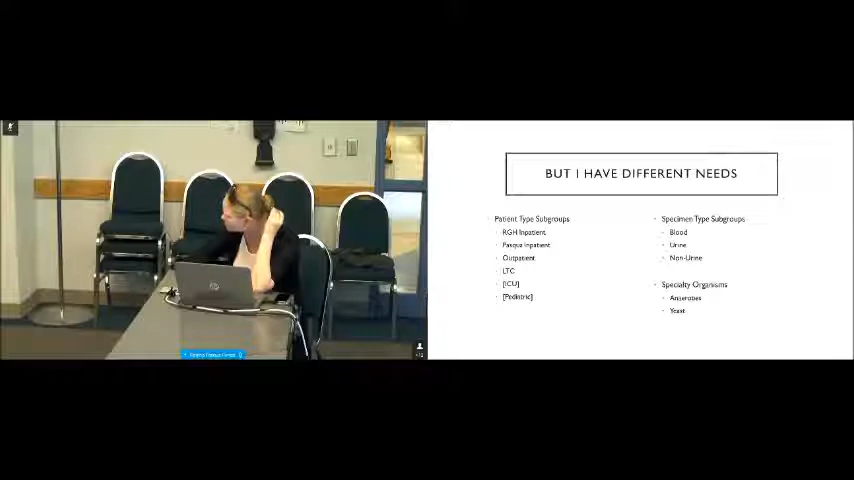 BUT I HAVE DIFFERENT NEEDS
Patient Type Subgroups
RGH Inpatient
Pasqua Inpatient
Outpatient
LTC
[ICU]
[Pediatric]
Specimen Type Subgroups
Blood
Urine
Non-Urine
Specialty Organisms
Anaerobes
Yeast